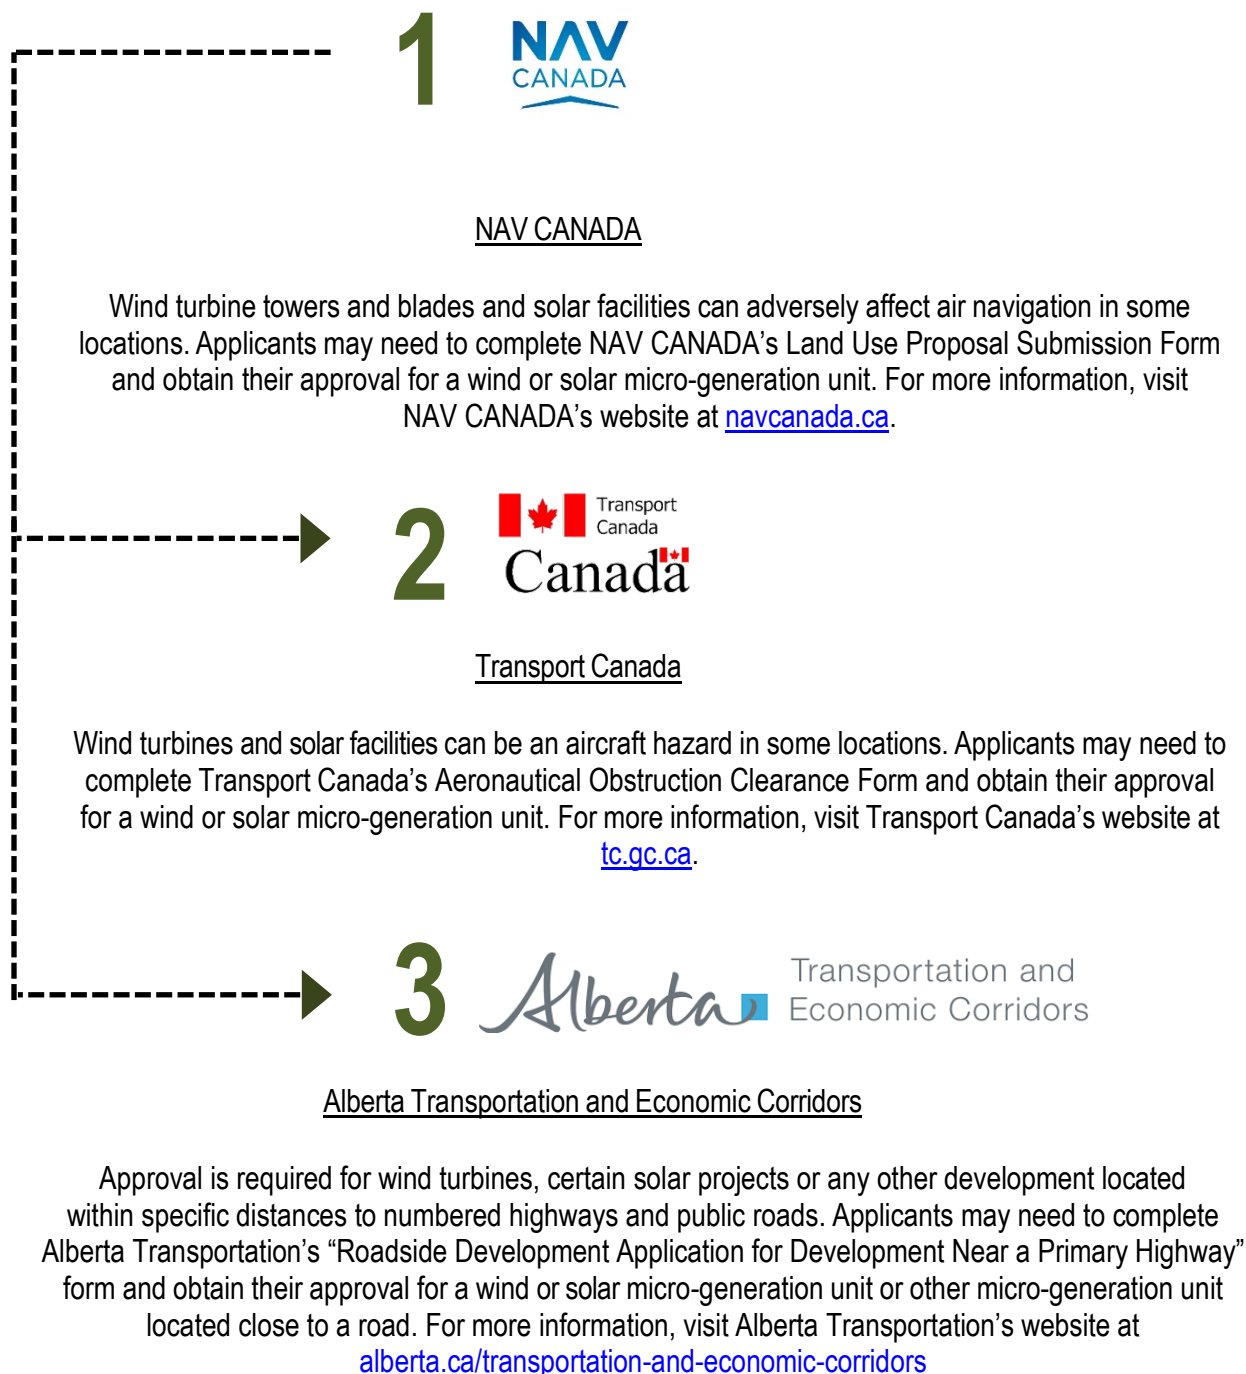 1
NAV
CANADA
NAV CANADA
Wind turbine towers and blades and solar facilities can adversely affect air navigation in some
locations. Applicants may need to complete NAV CANADA’s Land Use Proposal Submission Form
and obtain their approval for a wind or solar micro-generation unit. For more information, visit
NAV CANADA’s website at navcanada.ca.
2
Transport
Canada
Canada
Transport Canada
Wind turbines and solar facilities can be an aircraft hazard in some locations. Applicants may need to
complete Transport Canada’s Aeronautical Obstruction Clearance Form and obtain their approval
for a wind or solar micro-generation unit. For more information, visit Transport Canada’s website at
tc.gc.ca.
3
Alberta
Transportation and
Economic Corridors
Alberta Transportation and Economic Corridors
Approval is required for wind turbines, certain solar projects or any other development located
within specific distances to numbered highways and public roads. Applicants may need to complete
Alberta Transportation’s “Roadside Development Application for Development Near a Primary Highway”
form and obtain their approval for a wind or solar micro-generation unit or other micro-generation unit
located close to a road. For more information, visit Alberta Transportation’s website at
alberta.ca/transportation-and-economic-corridors